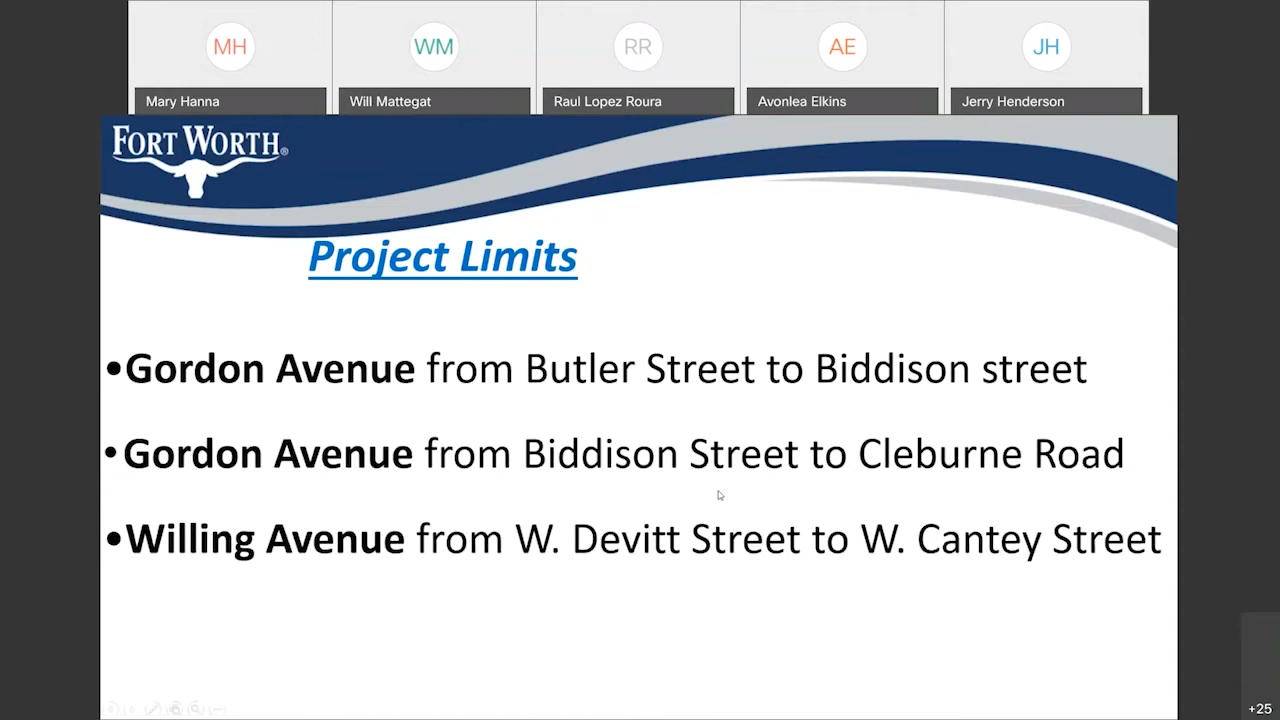 MH
WM
RR
AE
JH
Mary Hanna
Will Mattegat
Raul Lopez Roura
Avonlea Elkins
Jerry Henderson
FORT WORTH®
Project Limits
•Gordon Avenue from Butler Street to Biddison street
•Gordon Avenue from Biddison Street to Cleburne Road
•Willing Avenue from W. Devitt Street to W. Cantey Street
+25